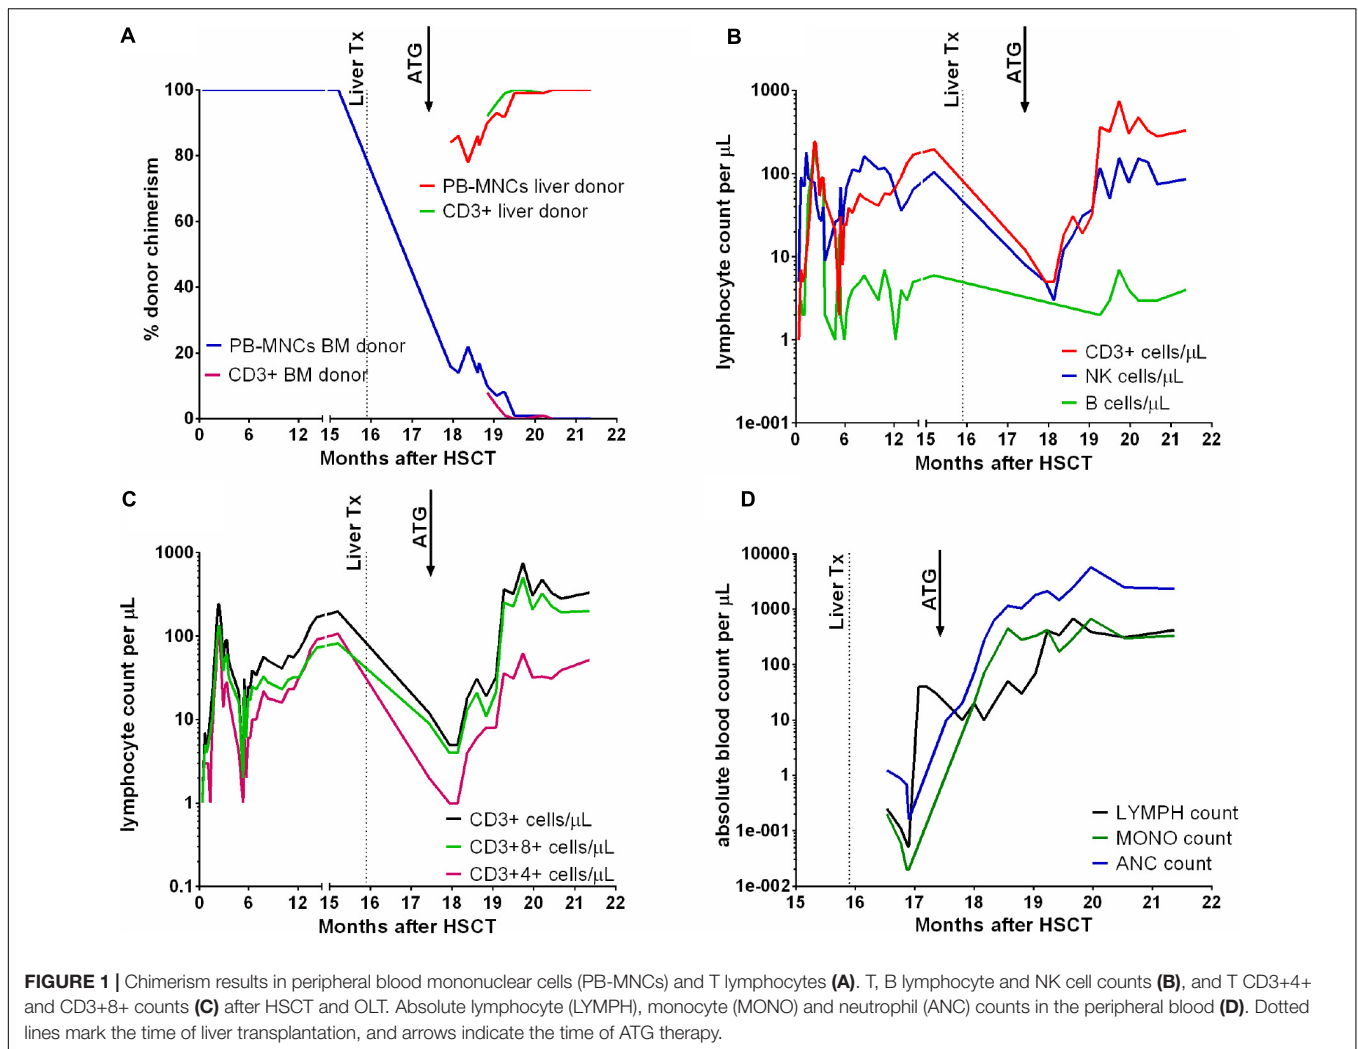 A
Liver Tx
ATG
% donor chimerism
100
80
60
40
20
0
PB-MNCs liver donor
CD3+ liver donor
PB-MNCs BM donor
CD3+ BM donor
0 6 12 15 16 17 18 19 20 21 22
Months after HSCT
B
Liver Tx
ATG
lymphocyte count per μL
1000
100
10
1
1e-001
CD3+ cells/μL
NK cells/μL
B cells/μL
0 6 12 15 16 17 18 19 20 21 22
Months after HSCT
C
Liver Tx
ATG
lymphocyte count per μL
1000
100
10
1
0.1
CD3+ cells/μL
CD3+8+ cells/μL
CD3+4+ cells/μL
0 6 12 15 16 17 18 19 20 21 22
Months after HSCT
D
Liver Tx
ATG
absolute blood count per μL
10000
1000
100
10
1
1e-001
1e-002
LYMPH count
MONO count
ANC count
15 16 17 18 19 20 21 22
Months after HSCT
FIGURE 1 | Chimerism results in peripheral blood mononuclear cells (PB-MNCs) and T lymphocytes (A). T, B lymphocyte and NK cell counts (B), and T CD3+4+
and CD3+8+ counts (C) after HSCT and OLT. Absolute lymphocyte (LYMPH), monocyte (MONO) and neutrophil (ANC) counts in the peripheral blood (D). Dotted
lines mark the time of liver transplantation, and arrows indicate the time of ATG therapy.